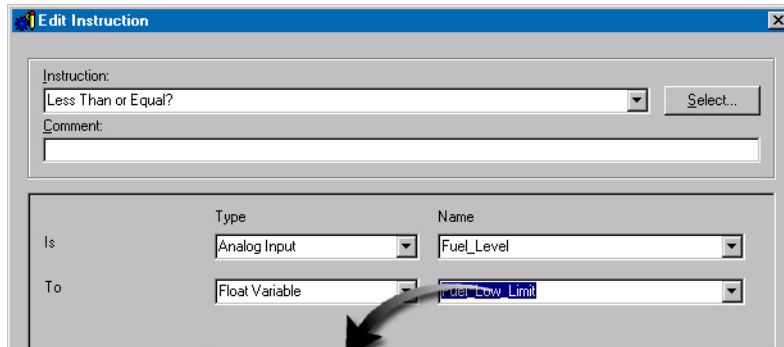 Edit Instruction
Instruction:
Less Than or Equal?
Select...
Comment:
Type Name
Is Analog Input Fuel_Level
To Float Variable Fuel_Low_Limit